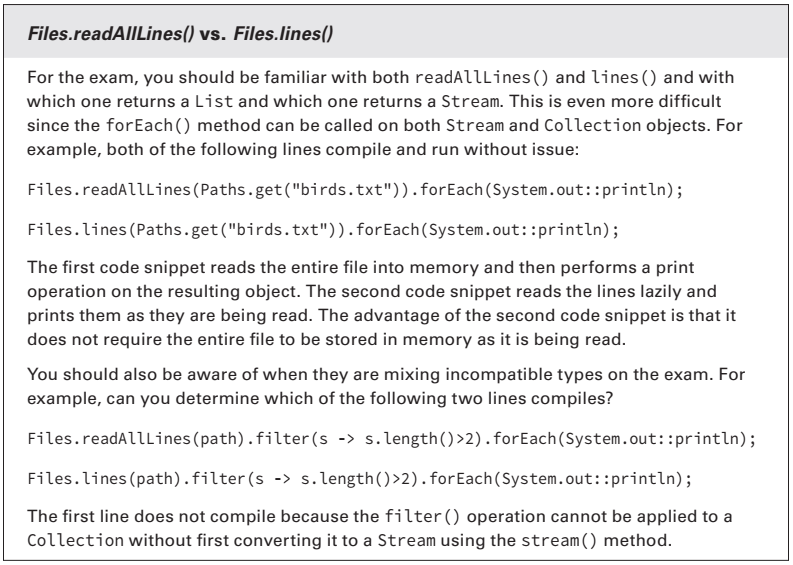 Files.readAllLines() vs. Files.lines()
For the exam, you should be familiar with both readAllLines() and lines() and with
which one returns a List and which one returns a Stream. This is even more difficult
since the forEach() method can be called on both Stream and Collection objects. For
example, both of the following lines compile and run without issue:
Files.readAllLines(Paths.get("birds.txt")).forEach(System.out::println);
Files.lines(Paths.get("birds.txt")).forEach(System.out::println);
The first code snippet reads the entire file into memory and then performs a print
operation on the resulting object. The second code snippet reads the lines lazily and
prints them as they are being read. The advantage of the second code snippet is that it
does not require the entire file to be stored in memory as it is being read.
You should also be aware of when they are mixing incompatible types on the exam. For
example, can you determine which of the following two lines compiles?
Files.readAllLines(path).filter(s -> s.length()>2).forEach(System.out::println);
Files.lines(path).filter(s -> s.length()>2).forEach(System.out::println);
The first line does not compile because the filter() operation cannot be applied to a
Collection without first converting it to a Stream using the stream() method.